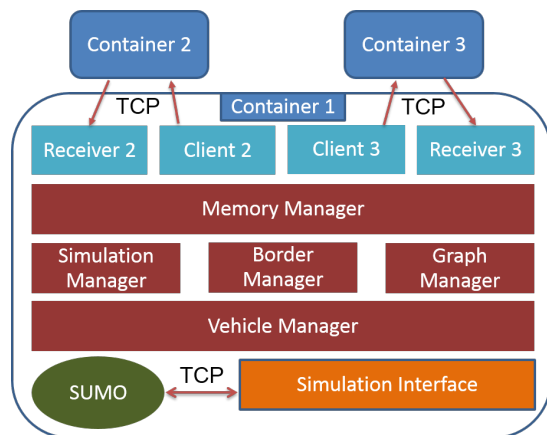 Container 2
Container 3
TCP
Container 1
TCP
Receiver 2
Client 2
Client 3
Receiver 3
Memory Manager
Simulation
Manager
Border
Manager
Graph
Manager
Vehicle Manager
SUMO
TCP
Simulation Interface